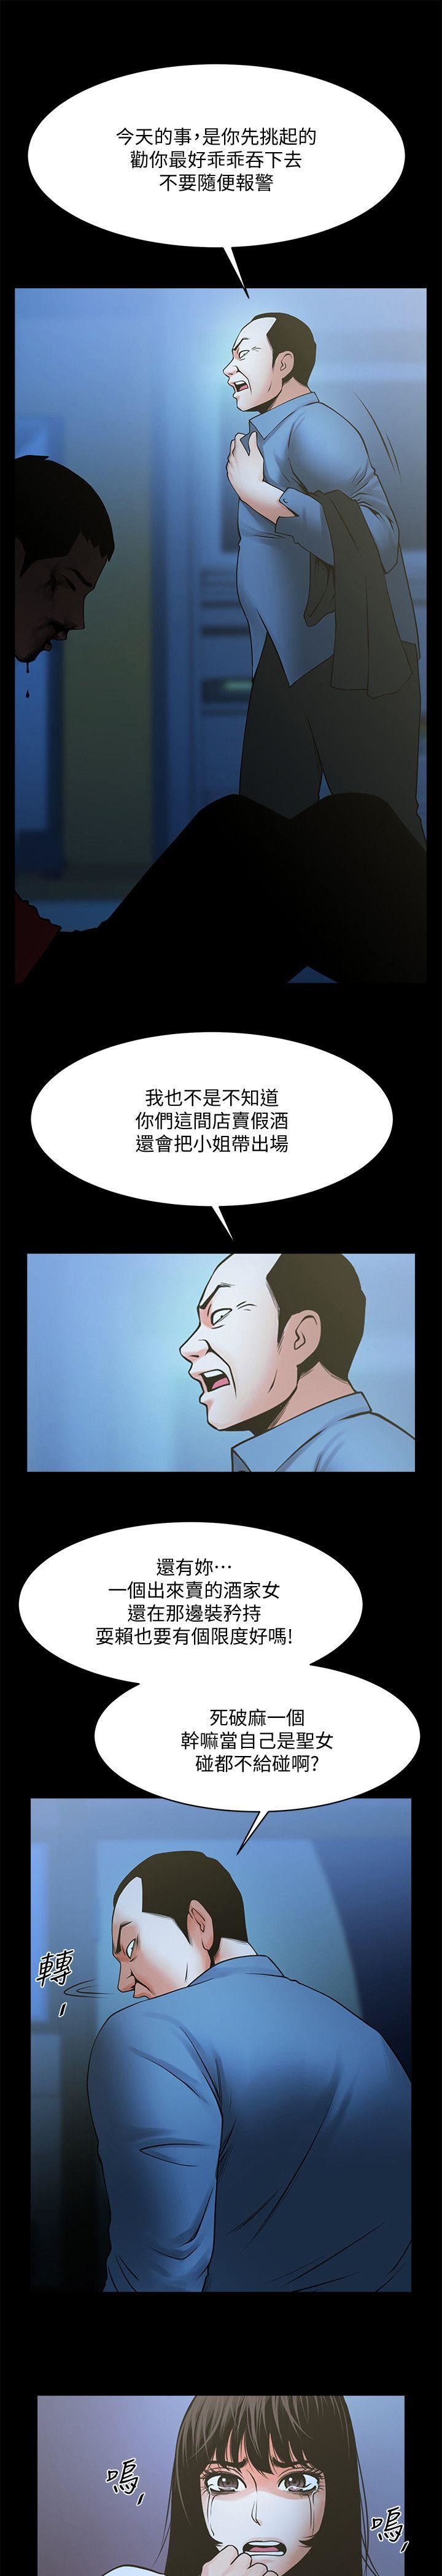 今天的事，是你先挑起的
勸你最好乖乖吞下去
不要隨便報警
我也不是不知道
你們這間店賣假酒
還會把小姐帶出場
還有妳⋯
一個出來賣的酒家女
還在那邊裝矜持
耍賴也要有個限度好嗎!
死破麻一個
幹嘛當自己是聖女
碰都不給碰啊?
轉
嗚
嗚